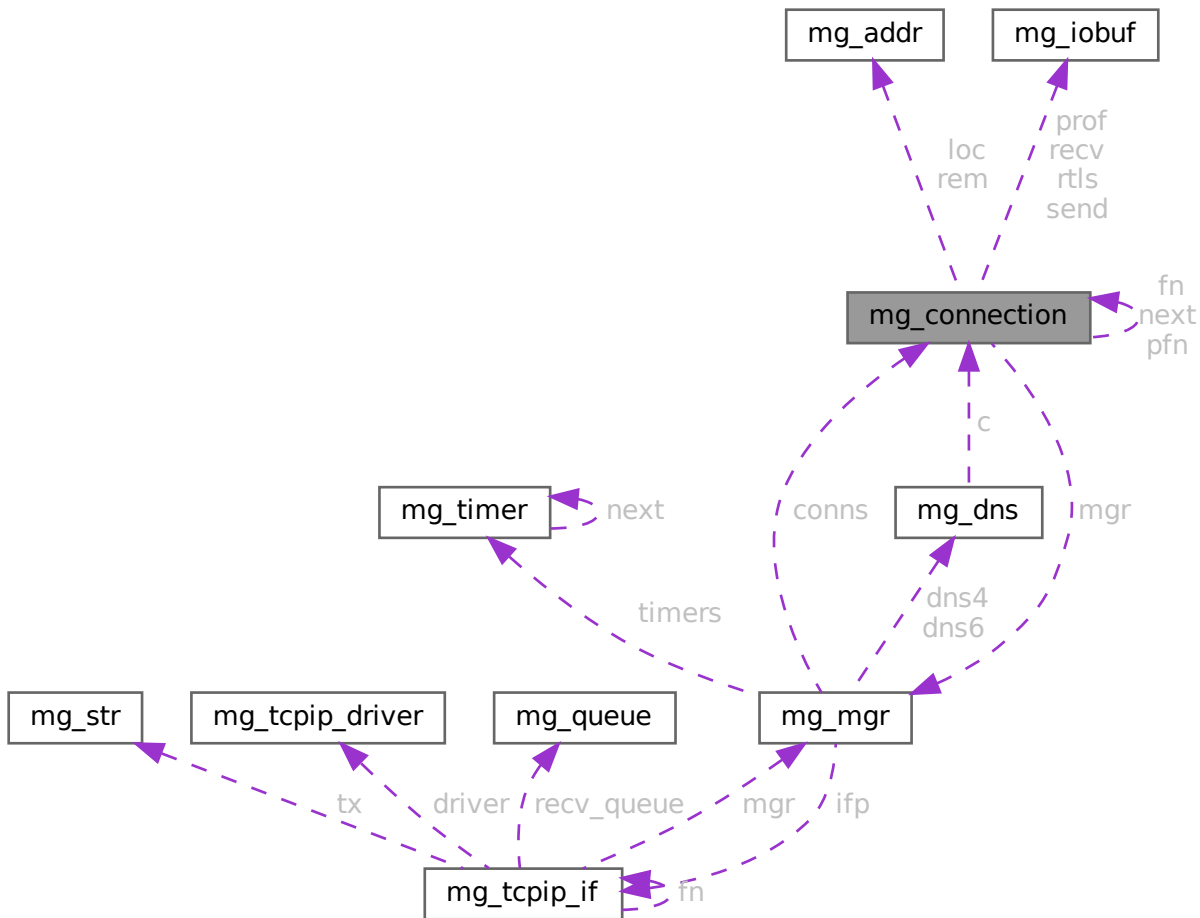 mg_addr
mg_iobuf
loc
rem
prof
recv
rtls
send
mg_connection
fn
next
pfn
c
mg_timer
next
conns
mg_dns
mgr
timers
dns4
dns6
mg_str
mg_tcpip_driver
mg_queue
mg_mgr
tx
driver
recv_queue
mgr
ifp
mg_tcpip_if
fn